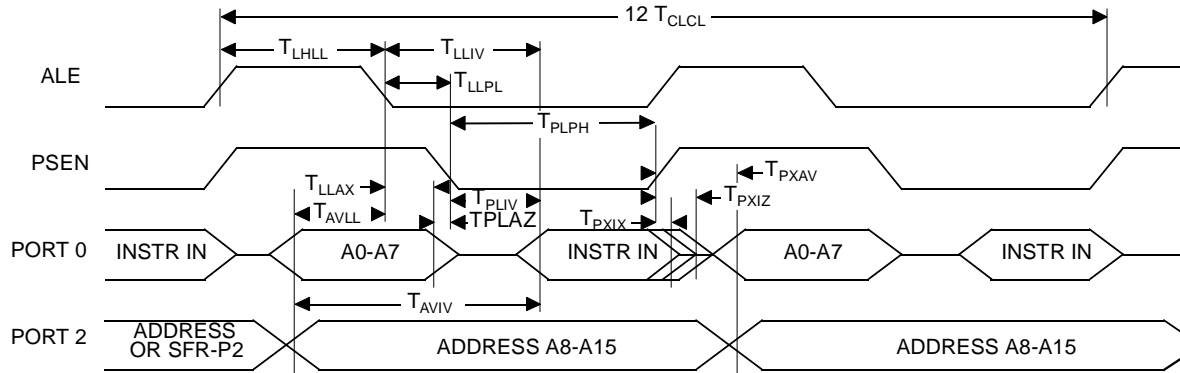 12 TCLCL
TLHLL
TLLIV
ALE
TLLPL
TPLPH
PSEN
TLLAX
TPLIV
TPXAV
TAVLL
TPLAZ
TPXIX
TPXIZ
PORT 0
INSTR IN
A0-A7
INSTR IN
A0-A7
INSTR IN
TAVIV
PORT 2
ADDRESS
OR SFR-P2
ADDRESS A8-A15
ADDRESS A8-A15